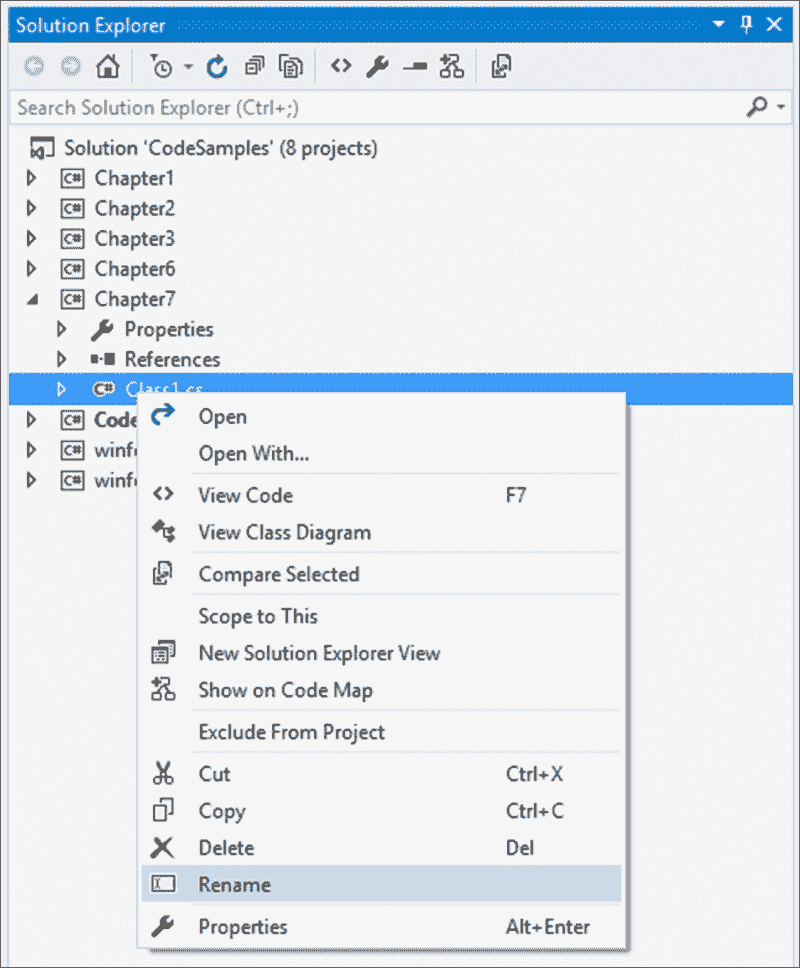 Solution Explorer
Search Solution Explorer (Ctrl+;)
Solution 'CodeSamples' (8 projects)
C# Chapter1
C# Chapter2
C# Chapter3
C# Chapter6
C# Chapter7
Properties
References
C# Class1.cs
C# Code
C# winf
C# winf
Open
Open With...
View Code F7
View Class Diagram
Compare Selected
Scope to This
New Solution Explorer View
Show on Code Map
Exclude From Project
Cut Ctrl+X
Copy Ctrl+C
Delete Del
Rename
Properties Alt+Enter